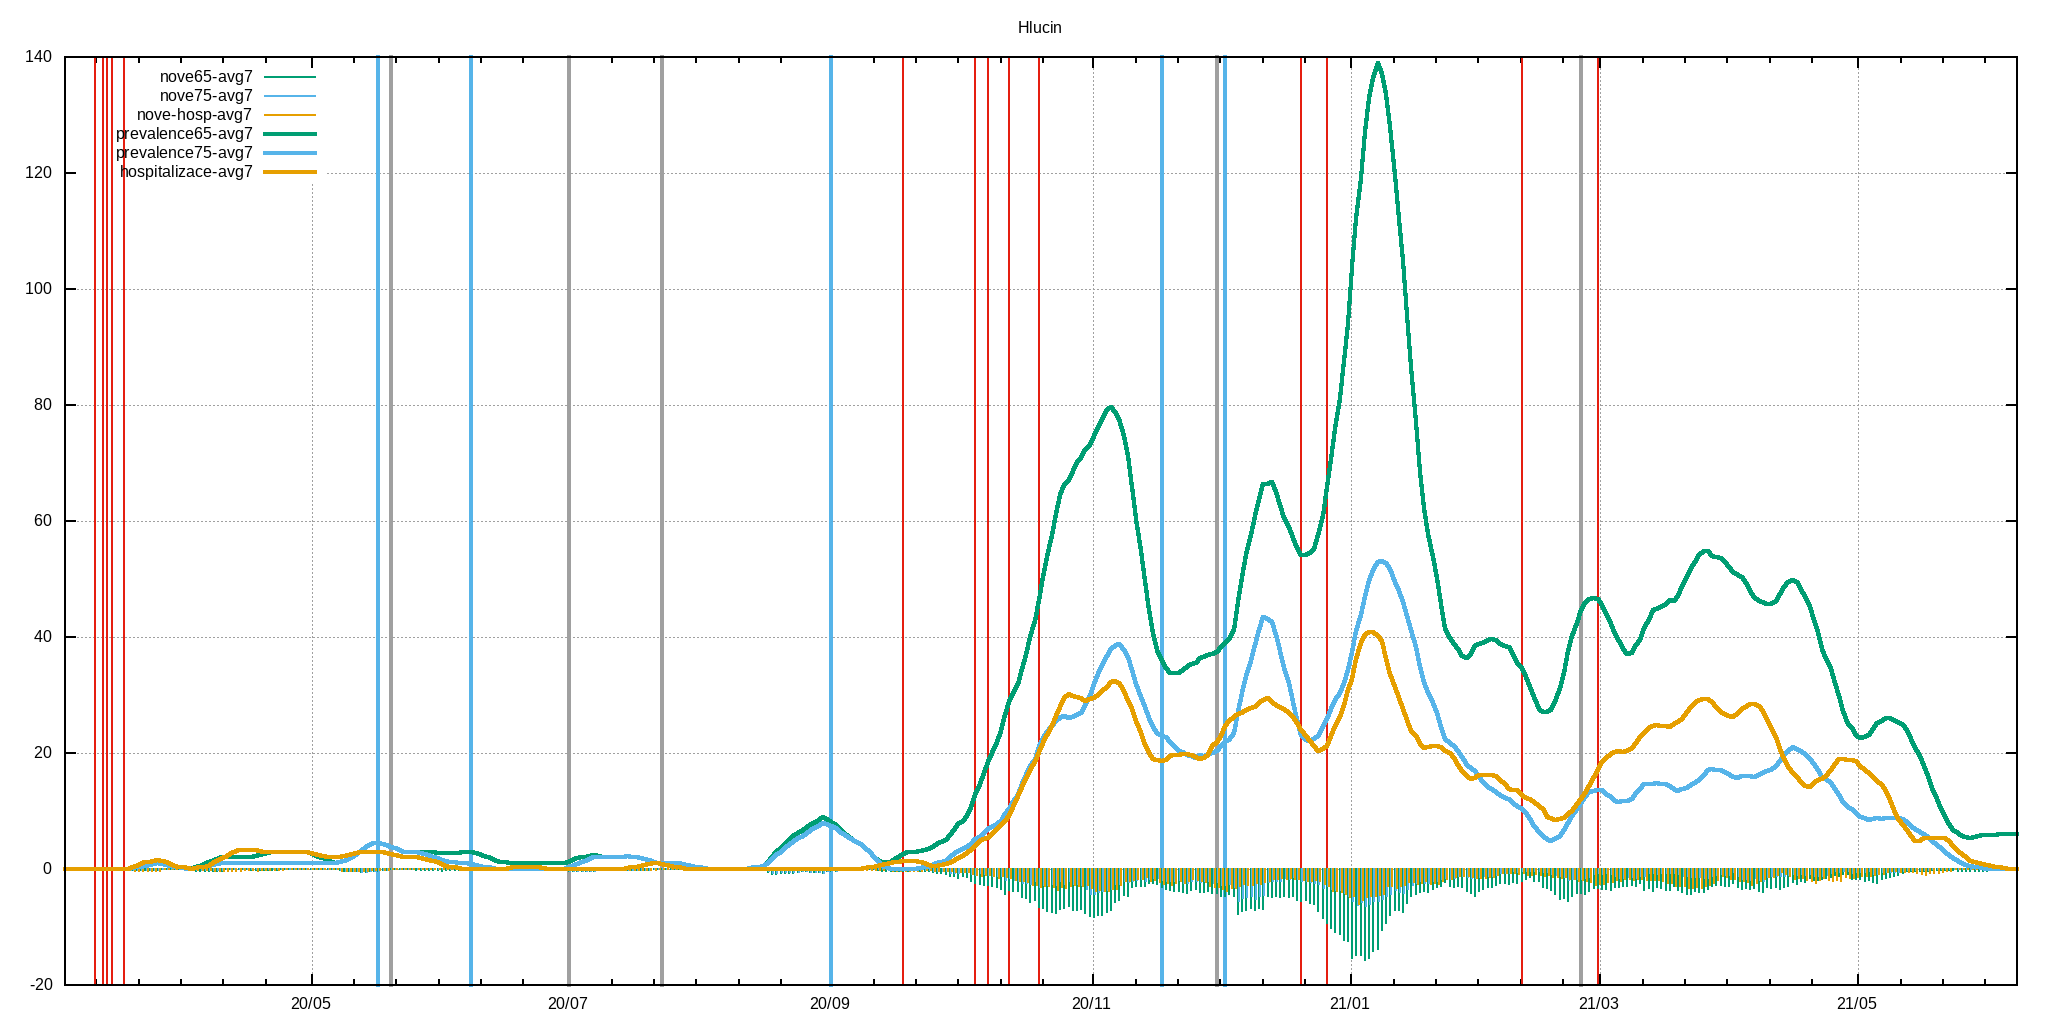 Hlucin
140
120
100
80
60
40
20
0
-20
nove65-avg7
nove75-avg7
nove-hosp-avg7
prevalence65-avg7
prevalence75-avg7
hospitalizace-avg7
20/05
20/07
20/09
20/11
21/01
21/03
21/05